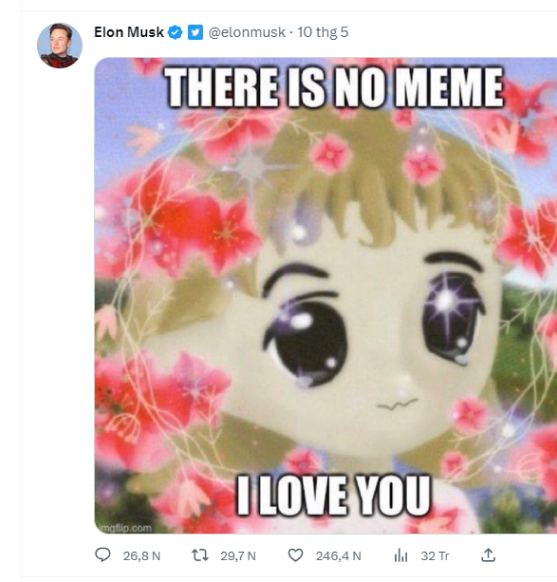 Elon Musk @elonmusk · 10 thg 5
THERE IS NO MEME
I LOVE YOU
imgflip.com
26,8 N 29,7 N 246,4 N 32 Tr